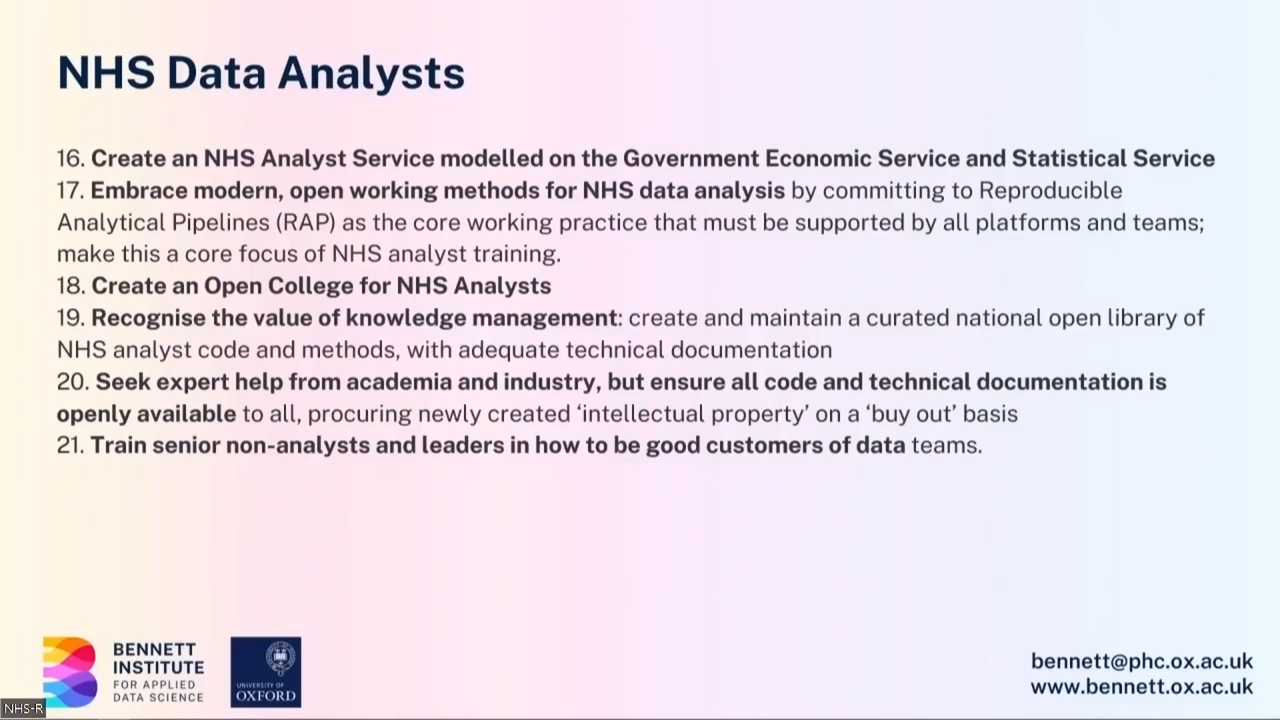 NHS Data Analysts
16. Create an NHS Analyst Service modelled on the Government Economic Service and Statistical Service
17. Embrace modern, open working methods for NHS data analysis by committing to Reproducible
Analytical Pipelines (RAP) as the core working practice that must be supported by all platforms and teams;
make this a core focus of NHS analyst training.
18. Create an Open College for NHS Analysts
19. Recognise the value of knowledge management: create and maintain a curated national open library of
NHS analyst code and methods, with adequate technical documentation
20. Seek expert help from academia and industry, but ensure all code and technical documentation is
openly available to all, procuring newly created ‘intellectual property’ on a ‘buy out’ basis
21. Train senior non-analysts and leaders in how to be good customers of data teams.
BENNETT
INSTITUTE
FOR APPLIED
DATA SCIENCE
UNIVERSITY OF
OXFORD
bennett@phc.ox.ac.uk
www.bennett.ox.ac.uk
NHS-R